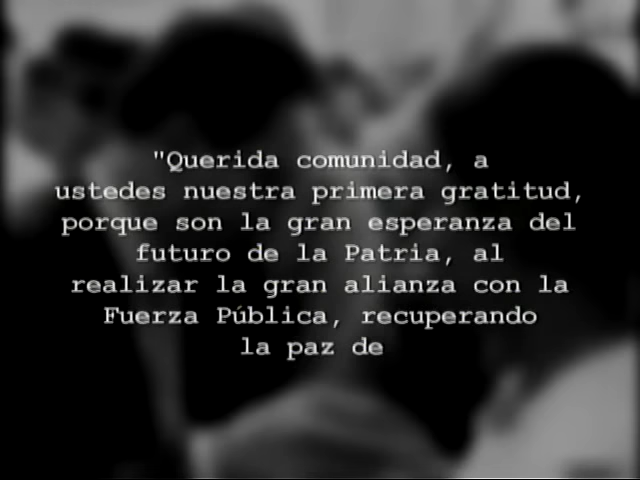 "Querida comunidad, a
ustedes nuestra primera gratitud,
porque son la gran esperanza del
futuro de la Patria, al
realizar la gran alianza con la
Fuerza Pública, recuperando
la paz de